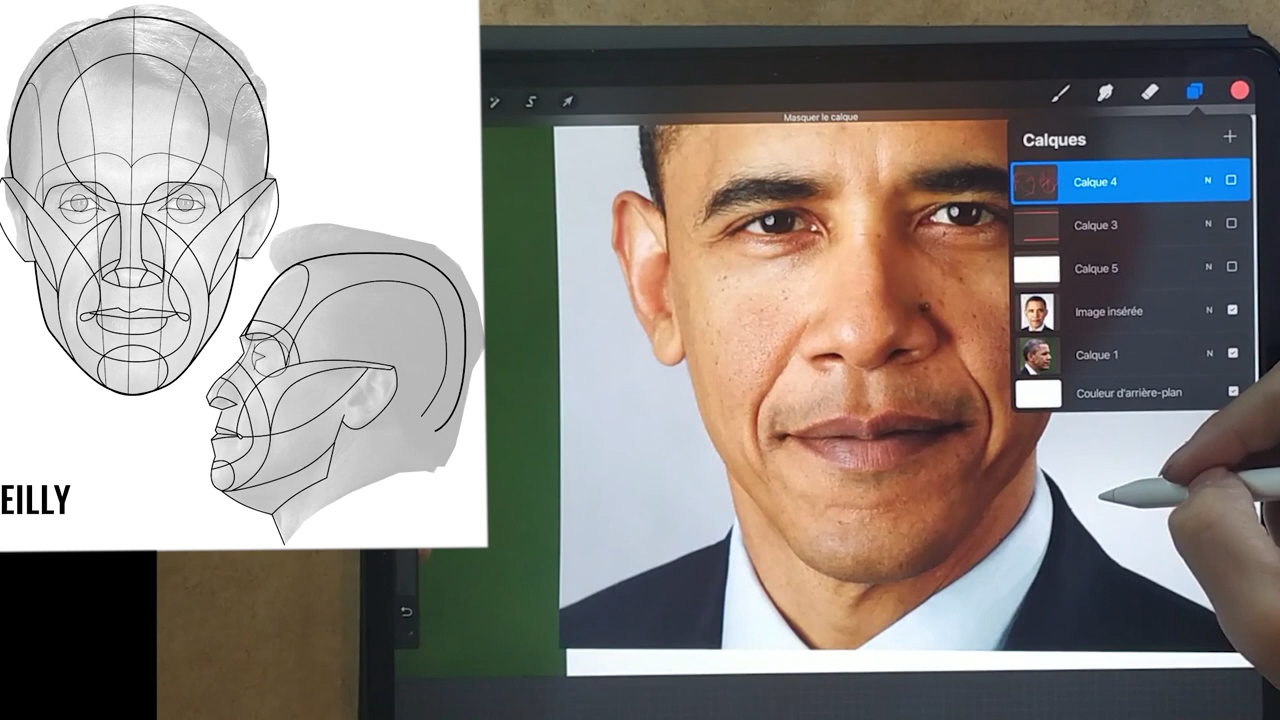 EILLY
Masquer le calque
Calques
Calque 4 N
Calque 3 N
Calque 5 N
Image insérée N
Calque 1 N
Couleur d'arrière-plan